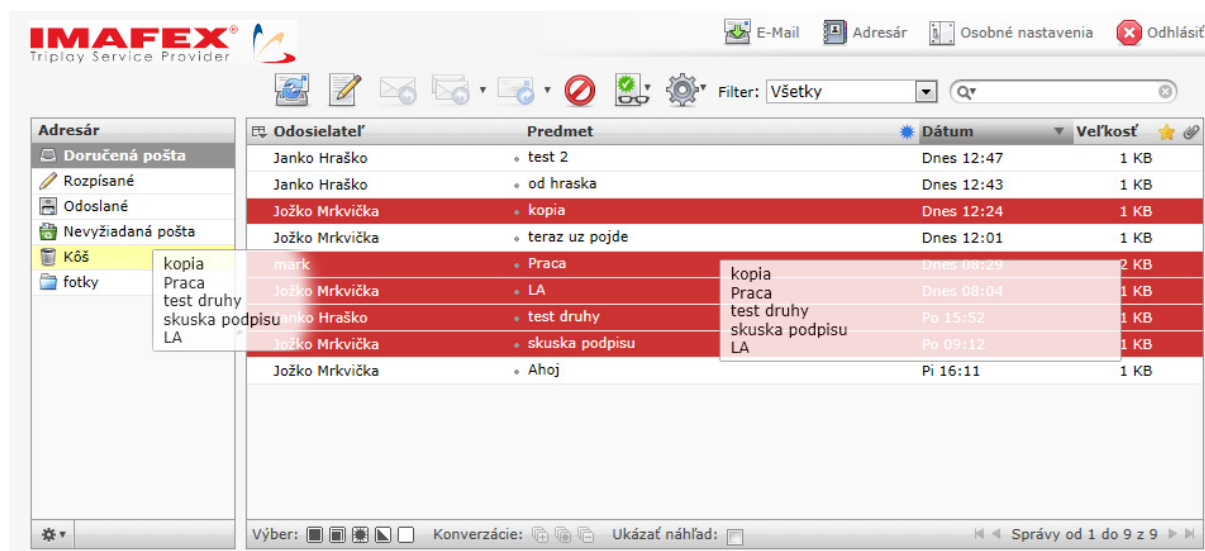 IMAFEX®
Triplay Service Provider
E-Mail Adresár Osobné nastavenia Odhlásiť
Filter: Všetky
Adresár
Doručená pošta
Rozpísané
Odoslané
Nevyžiadaná pošta
Kôš
fotky
kopia
Praca
test druhy
skuska podpisu
LA
Odosielateľ Predmet Dátum Veľkosť
Janko Hraško test 2 Dnes 12:47 1 KB
Janko Hraško od hraska Dnes 12:43 1 KB
Jožko Mrkvička kopia Dnes 12:24 1 KB
Jožko Mrkvička teraz uz pojde Dnes 12:01 1 KB
mark Praca Dnes 08:29 2 KB
Jožko Mrkvička LA Dnes 08:04 1 KB
Janko Hraško test druhy Po 15:52 1 KB
Jožko Mrkvička skuska podpisu Po 09:12 1 KB
Jožko Mrkvička Ahoj Pi 16:11 1 KB
kopia
Praca
test druhy
skuska podpisu
LA
Výber: Konverzácie: Ukázať náhľad: Správy od 1 do 9 z 9